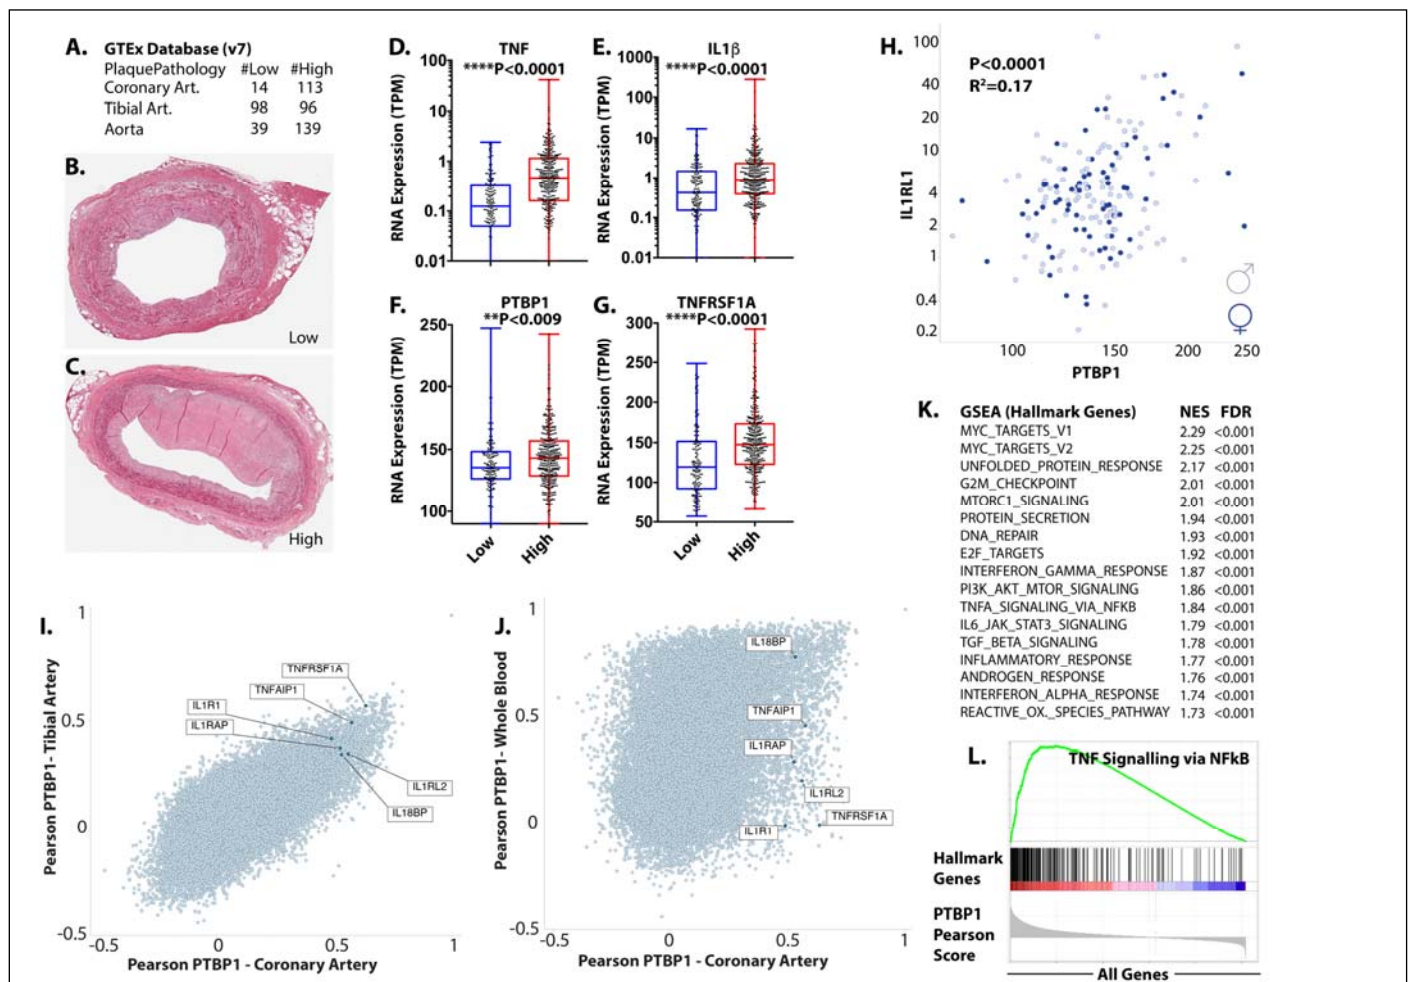 A. GTEx Database (v7)
PlaquePathology #Low #High
Coronary Art. 14 113
Tibial Art. 98 96
Aorta 39 139
B.
Low
C.
High
D. TNF
****P<0.0001
RNA Expression (TPM)
100
10
1
0.1
0.01
E. IL1β
****P<0.0001
RNA Expression (TPM)
1000
100
10
1
0.1
0.01
F. PTBP1
**P<0.009
RNA Expression (TPM)
250
200
150
100
Low High
G. TNFRSF1A
****P<0.0001
RNA Expression (TPM)
300
250
200
150
100
50
Low High
H.
P<0.0001
R²=0.17
IL1RL1
100
40
20
10
4
2
1
0.4
0.2
100 150 200 250
PTBP1
♂
♀
I.
Pearson PTBP1- Tibial Artery
1
0.5
0
-0.5
TNFRSF1A
TNFAIP1
IL1R1
IL1RAP
IL1RL2
IL18BP
-0.5 0 0.5 1
Pearson PTBP1 - Coronary Artery
J.
Pearson PTBP1- Whole Blood
1
0.5
0
-0.5
IL18BP
TNFAIP1
IL1RAP
IL1RL2
TNFRSF1A
IL1R1
-0.5 0 0.5 1
Pearson PTBP1 - Coronary Artery
K. GSEA (Hallmark Genes) NES FDR
MYC_TARGETS_V1 2.29 <0.001
MYC_TARGETS_V2 2.25 <0.001
UNFOLDED_PROTEIN_RESPONSE 2.17 <0.001
G2M_CHECKPOINT 2.01 <0.001
MTORC1_SIGNALING 2.01 <0.001
PROTEIN_SECRETION 1.94 <0.001
DNA_REPAIR 1.93 <0.001
E2F_TARGETS 1.92 <0.001
INTERFERON_GAMMA_RESPONSE 1.87 <0.001
PI3K_AKT_MTOR_SIGNALING 1.86 <0.001
TNFA_SIGNALING_VIA_NFKB 1.84 <0.001
IL6_JAK_STAT3_SIGNALING 1.79 <0.001
TGF_BETA_SIGNALING 1.78 <0.001
INFLAMMATORY_RESPONSE 1.77 <0.001
ANDROGEN_RESPONSE 1.76 <0.001
INTERFERON_ALPHA_RESPONSE 1.74 <0.001
REACTIVE_OX._SPECIES_PATHWAY 1.73 <0.001
L. TNF Signalling via NFkB
Hallmark
Genes
PTBP1
Pearson
Score
All Genes